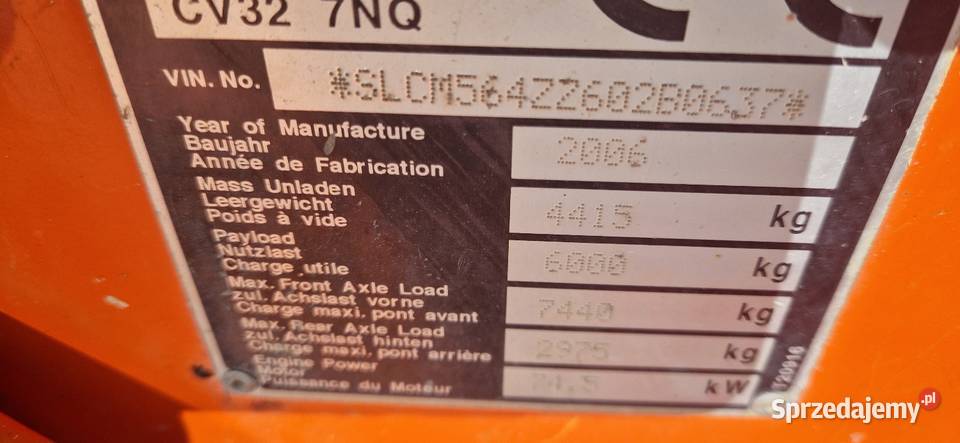 CV32 7NQ
CE
VIN. No. *SLCM564ZZ602B0637*
Year of Manufacture
Baujahr
Année de Fabrication
2006
Mass Unladen
Leergewicht
Poids à vide
4415 kg
Payload
Nutzlast
Charge utile
6000 kg
Max. Front Axle Load
zul. Achslast vorne
Charge maxi. pont avant
7440 kg
Max. Rear Axle Load
zul. Achslast hinten
Charge maxi. pont arrière
2975 kg
Engine Power
Motor
Puissance du Moteur
kW
120916
Sprzedajemy.pl